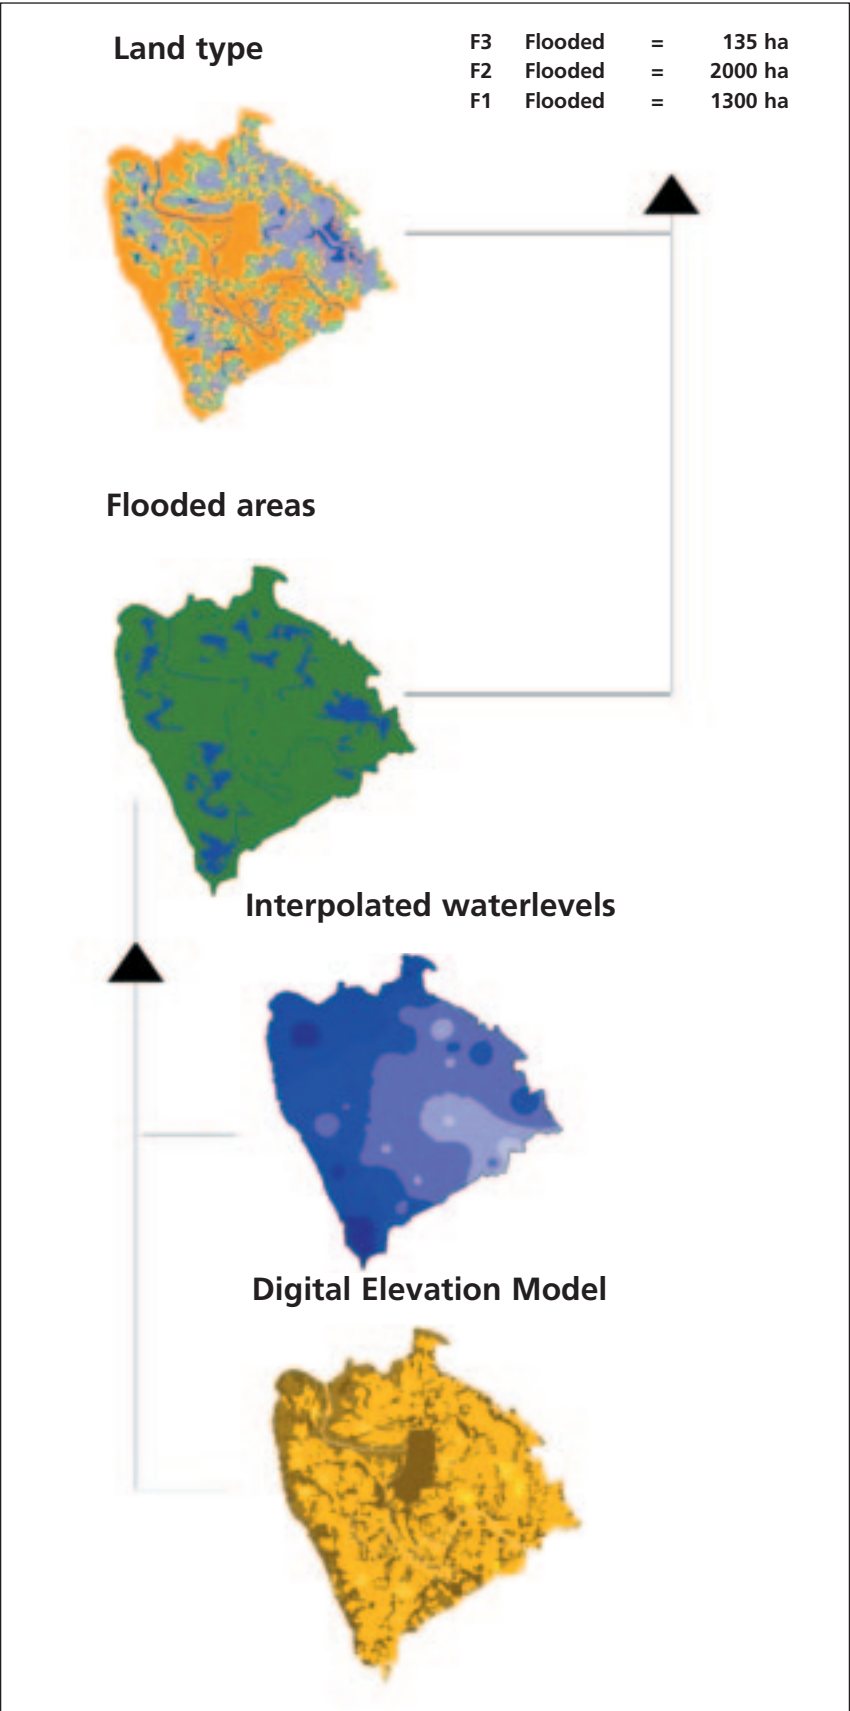 Land type
F3 Flooded = 135 ha
F2 Flooded = 2000 ha
F1 Flooded = 1300 ha
Flooded areas
Interpolated waterlevels
Digital Elevation Model